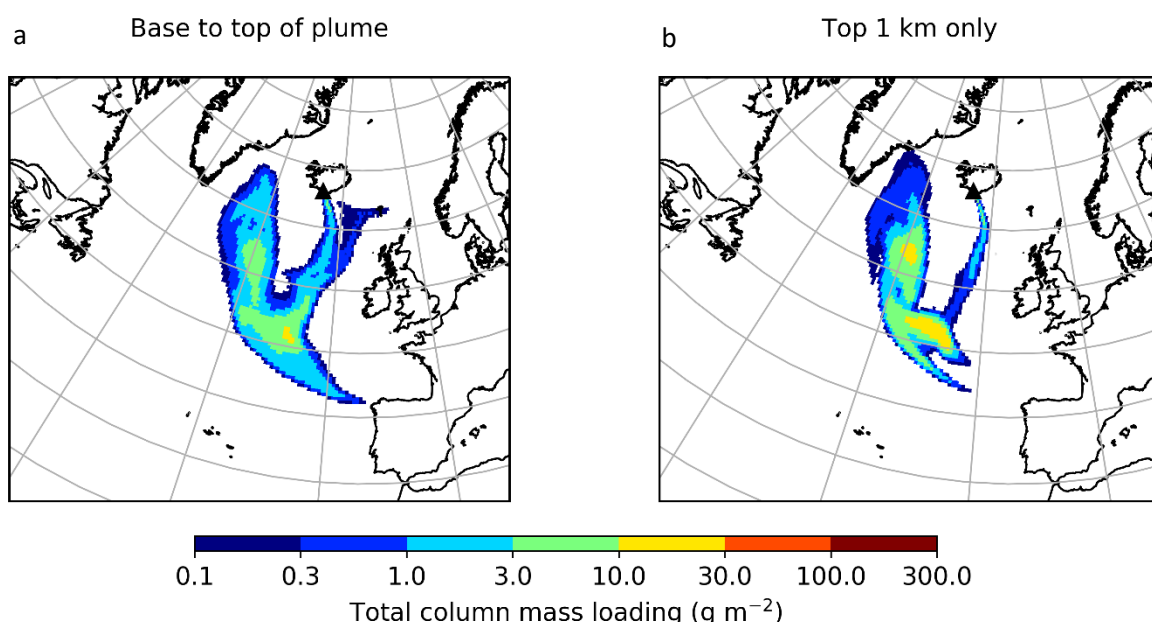 a
Base to top of plume
b
Top 1 km only
0.1 0.3 1.0 3.0 10.0 30.0 100.0 300.0
Total column mass loading (g m⁻²)